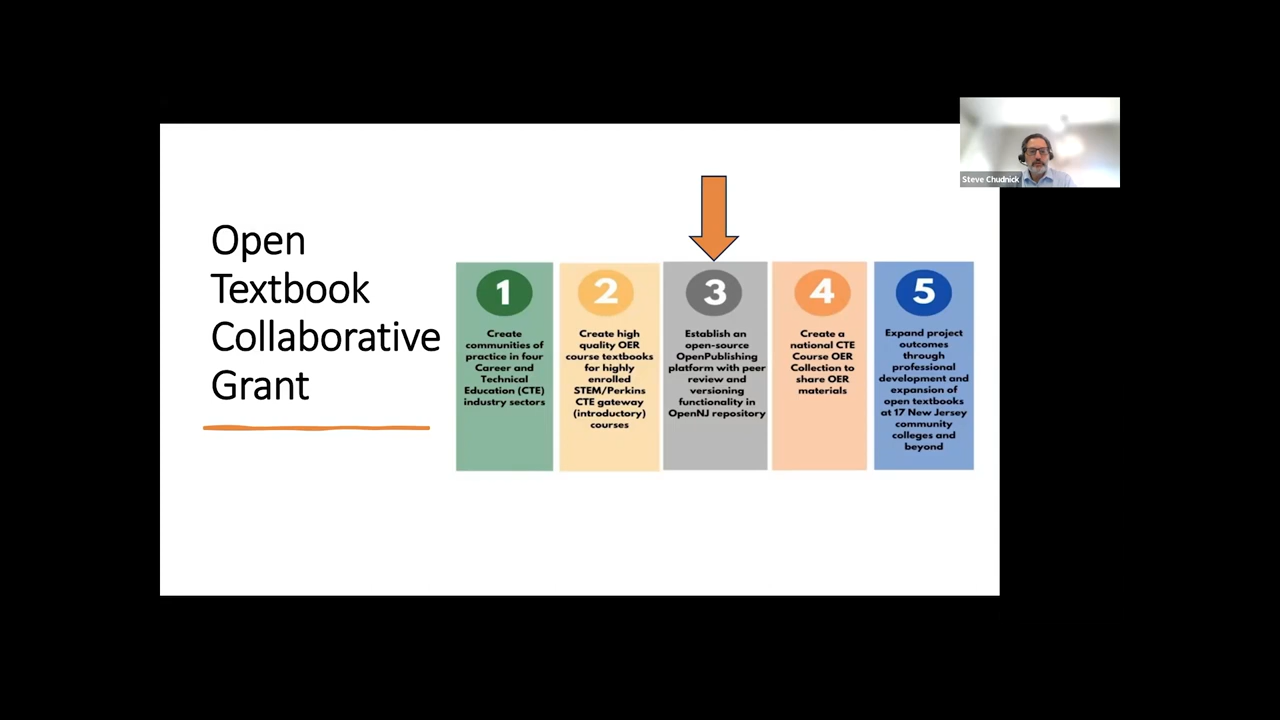 Open
Textbook
Collaborative
Grant
1
Create
communities of
practice in four
Career and
Technical
Education (CTE)
industry sectors
2
Create high
quality OER
course textbooks
for highly
enrolled
STEM/Perkins
CTE gateway
(introductory)
courses
3
Establish an
open-source
OpenPublishing
platform with peer
review and
versioning
functionality in
OpenNJ repository
4
Create a
national CTE
Course OER
Collection to
share OER
materials
5
Expand project
outcomes
through
professional
development and
expansion of
open textbooks
at 17 New Jersey
community
colleges and
beyond
Steve Chudnick